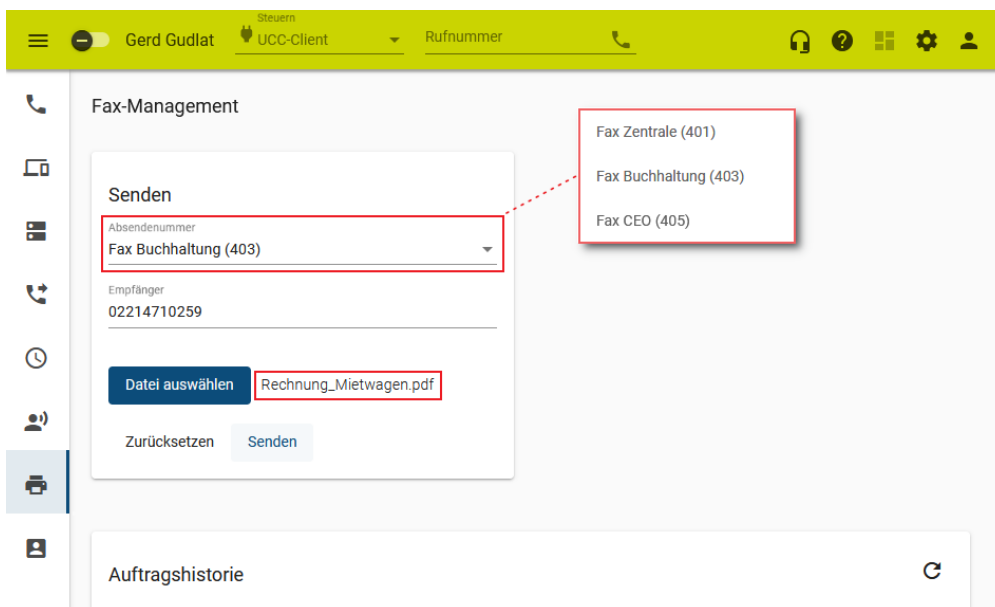 Gerd Gudlat
Steuern
UCC-Client
Rufnummer
Fax-Management
Fax Zentrale (401)
Fax Buchhaltung (403)
Fax CEO (405)
Senden
Absendenummer
Fax Buchhaltung (403)
Empfänger
02214710259
Datei auswählen Rechnung_Mietwagen.pdf
Zurücksetzen Senden
Auftragshistorie